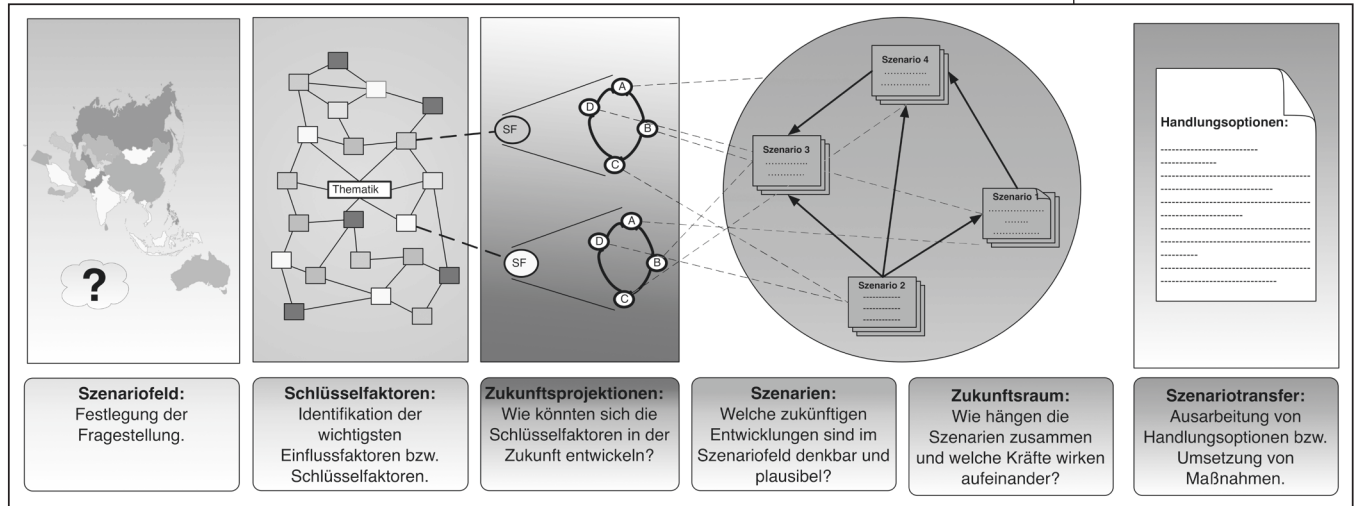 ?
Thematik
SF
A
D
B
C
SF
A
D
B
C
Szenario 4
Szenario 3
Szenario 1
Szenario 2
Handlungsoptionen:
Szenariofeld:
Festlegung der
Fragestellung.
Schlüsselfaktoren:
Identifikation der
wichtigsten
Einflussfaktoren bzw.
Schlüsselfaktoren.
Zukunftsprojektionen:
Wie könnten sich die
Schlüsselfaktoren in der
Zukunft entwickeln?
Szenarien:
Welche zukünftigen
Entwicklungen sind im
Szenariofeld denkbar und
plausibel?
Zukunftsraum:
Wie hängen die
Szenarien zusammen
und welche Kräfte wirken
aufeinander?
Szenariotransfer:
Ausarbeitung von
Handlungsoptionen bzw.
Umsetzung von
Maßnahmen.